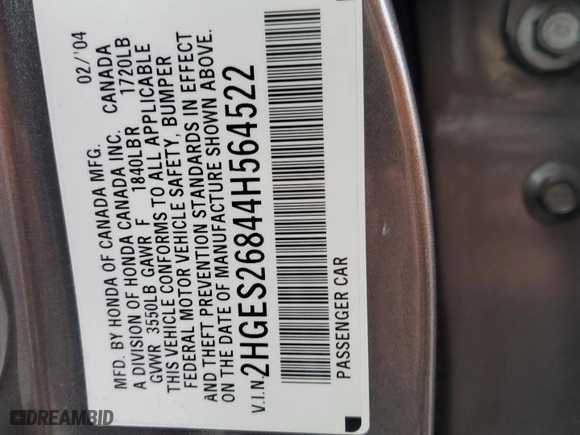 MFD. BY HONDA OF CANADA MFG. 02/'04
A DIVISION OF HONDA CANADA INC. CANADA
GVWR 3550LB GAWR F 1840LBR 1720LB
THIS VEHICLE CONFORMS TO ALL APPLICABLE
FEDERAL MOTOR VEHICLE SAFETY, BUMPER
AND THEFT PREVENTION STANDARDS IN EFFECT
ON THE DATE OF MANUFACTURE SHOWN ABOVE.
V.I.N. 2HGES26844H564522
PASSENGER CAR
DREAMBID